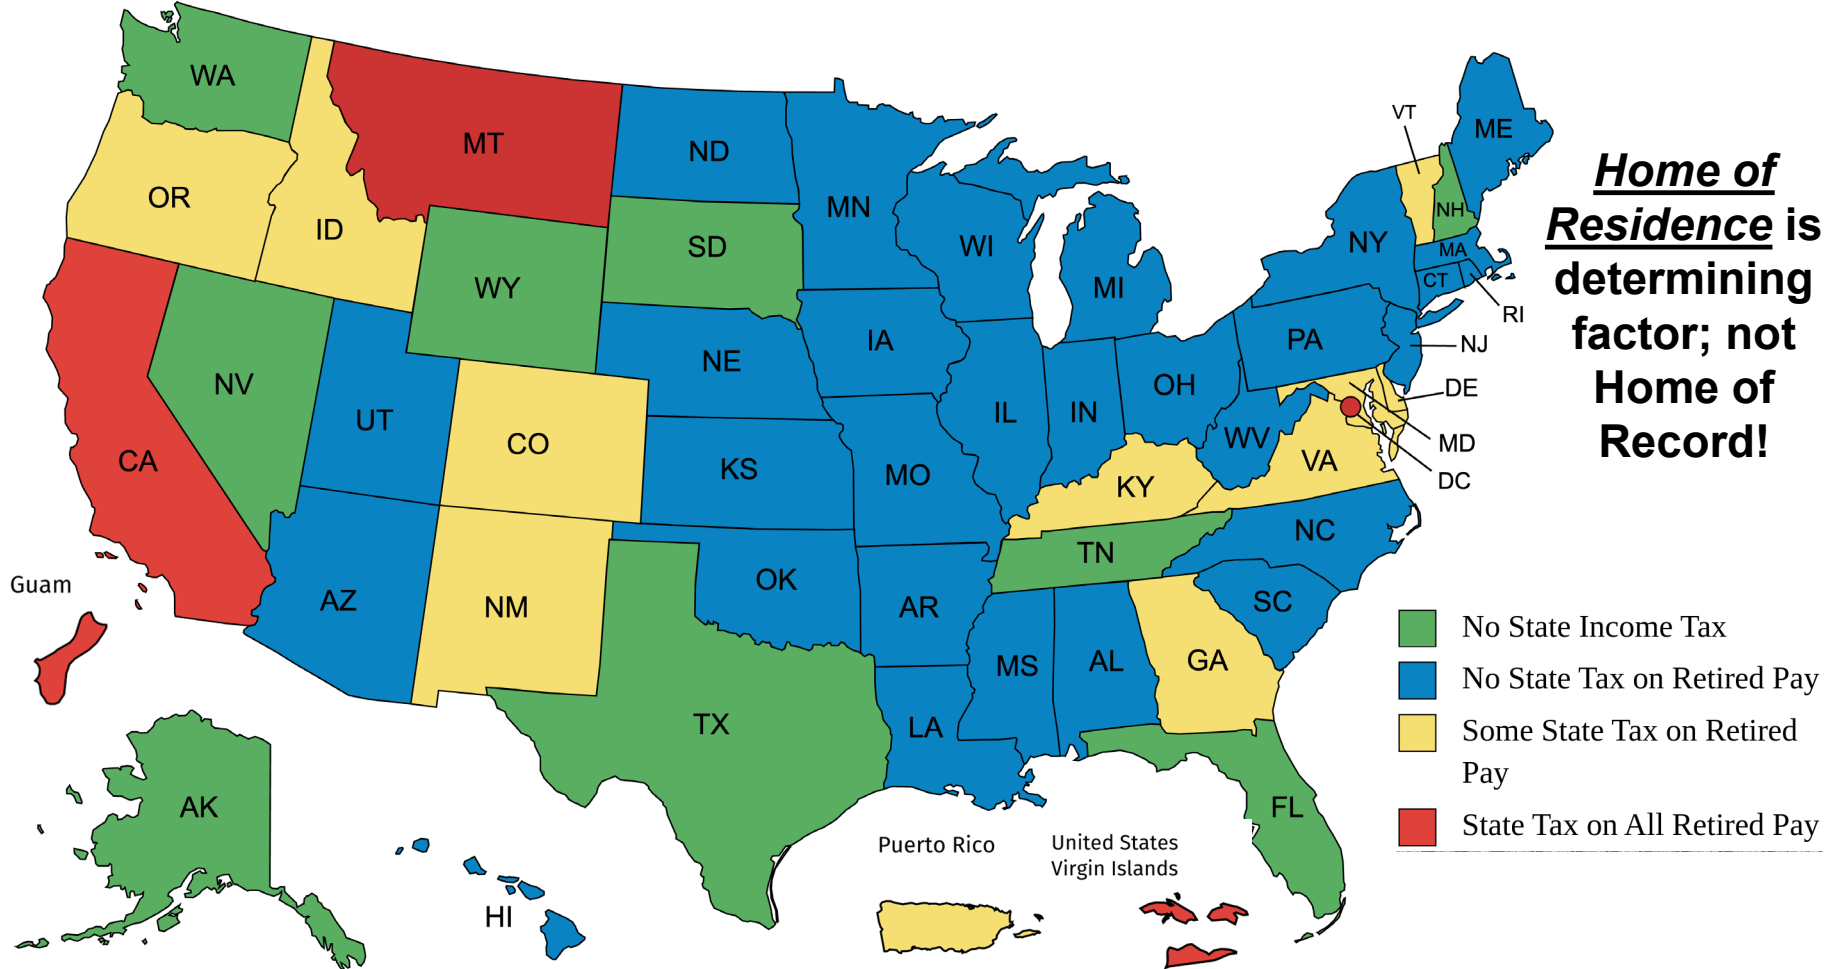 WA
MT
ND
MN
VT
ME
OR
ID
SD
WI
MI
NY
NH
MA
CT
RI
Home of
Residence is
determining
factor; not
Home of
Record!
WY
NE
IA
PA
NJ
NV
UT
CO
KS
MO
IL
IN
OH
WV
VA
DE
MD
DC
CA
KY
NC
TN
AZ
NM
OK
AR
SC
MS
AL
GA
TX
LA
Guam
AK
HI
FL
Puerto Rico
United States
Virgin Islands
No State Income Tax
No State Tax on Retired Pay
Some State Tax on Retired
Pay
State Tax on All Retired Pay